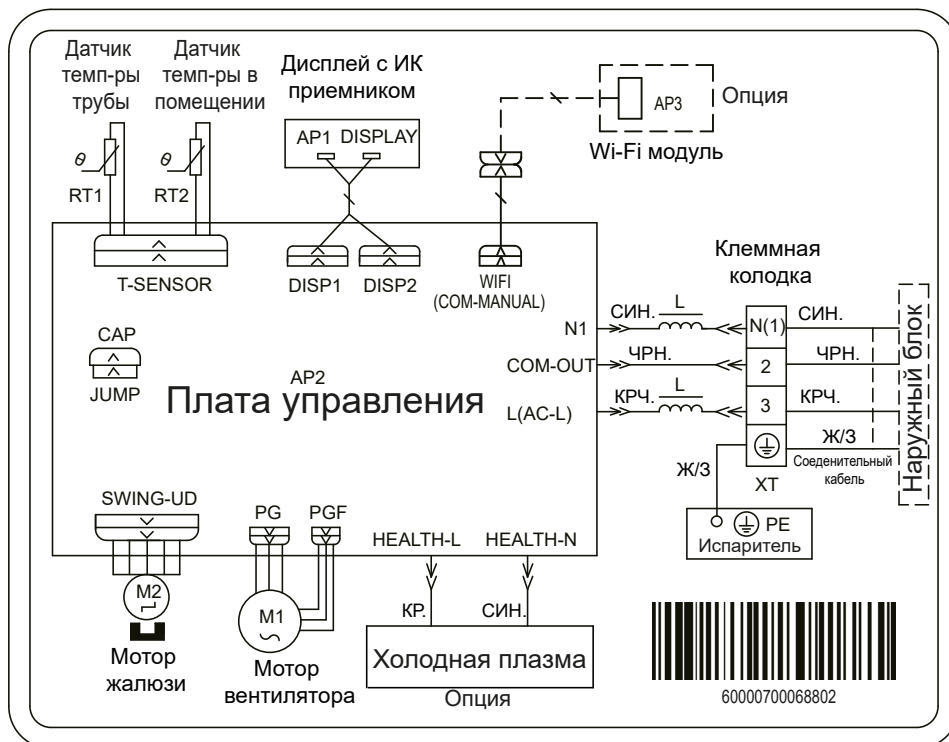 Датчик
темп-ры
трубы
Датчик
темп-ры в
помещении
Дисплей с ИК
приемником
AP1 DISPLAY
AP3
Опция
Wi-Fi модуль
θ
RT1
θ
RT2
T-SENSOR
DISP1
DISP2
WIFI
(COM-MANUAL)
Клеммная
колодка
N1
СИН.
L
N(1)
СИН.
COM-OUT
ЧРН.
2
ЧРН.
L(AC-L)
КРЧ.
L
3
КРЧ.
Ж/З
Ж/З
Соеденительный
кабель
XT
Наружный блок
PE
Испаритель
CAP
JUMP
AP2
Плата управления
SWING-UD
PG
PGF
HEALTH-L
HEALTH-N
M2
M1
КР.
СИН.
Мотор
жалюзи
Мотор
вентилятора
Холодная плазма
Опция
60000700068802